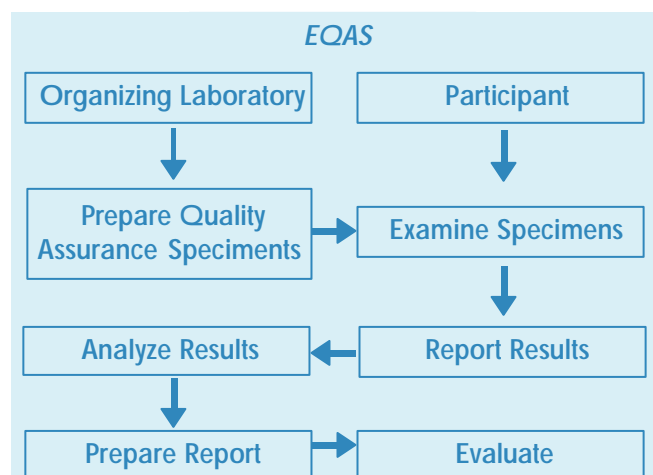 EQAS
Organizing Laboratory
Participant
Prepare Quality
Assurance Speciments
Examine Specimens
Analyze Results
Report Results
Prepare Report
Evaluate